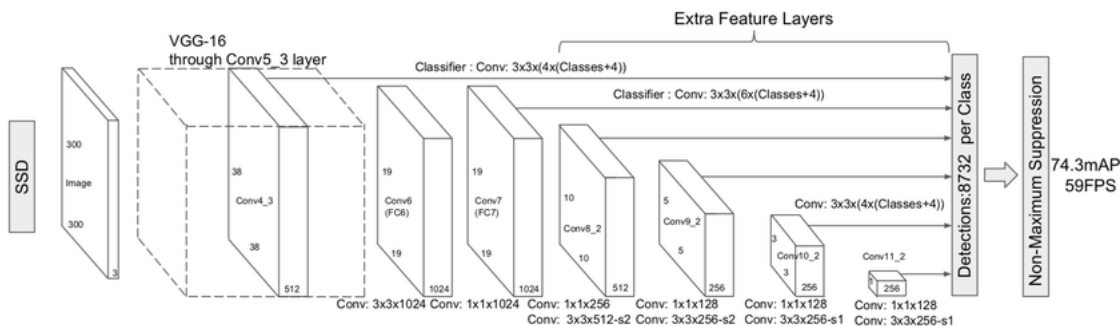 Extra Feature Layers
VGG-16
through Conv5_3 layer
Classifier : Conv: 3x3x(4x(Classes+4))
Classifier : Conv: 3x3x(6x(Classes+4))
SSD
300
Image
300
3
38
Conv4_3
38
512
19
Conv6
(FC6)
19
1024
19
Conv7
(FC7)
19
1024
10
Conv8_2
10
512
5
Conv9_2
5
256
Conv: 3x3x(4x(Classes+4))
3
Conv10_2
3
256
Conv11_2
256
Detections:8732 per Class
Non-Maximum Suppression
74.3mAP
59FPS
Conv: 3x3x1024
Conv: 1x1x1024
Conv: 1x1x256
Conv: 3x3x512-s2
Conv: 1x1x128
Conv: 3x3x256-s2
Conv: 1x1x128
Conv: 3x3x256-s1
Conv: 1x1x128
Conv: 3x3x256-s1